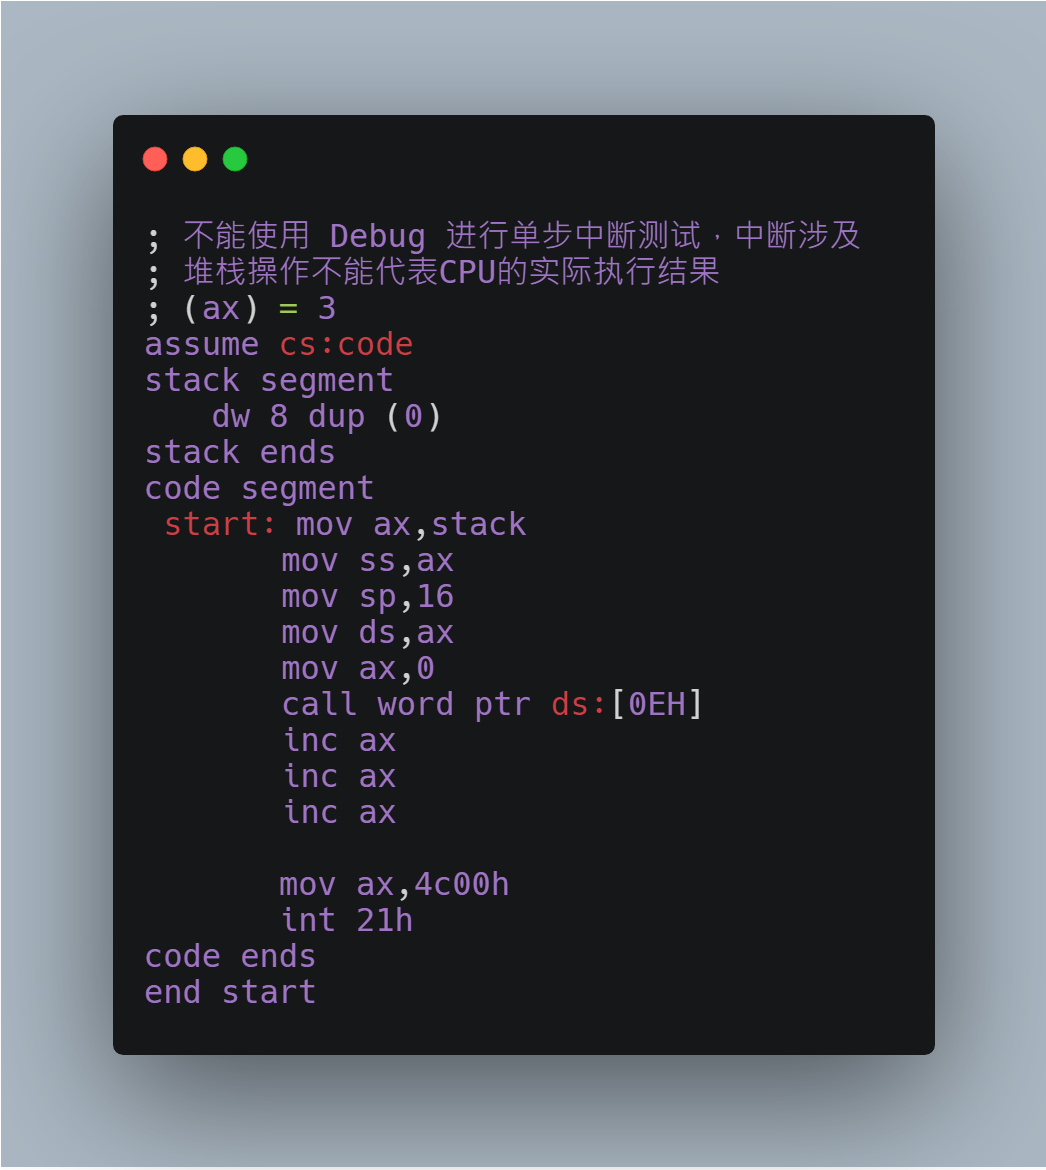 ; 不能使用 Debug 进行单步中断测试，中断涉及
; 堆栈操作不能代表CPU的实际执行结果
; (ax) = 3
assume cs:code
stack segment
    dw 8 dup (0)
stack ends
code segment
 start: mov ax,stack
        mov ss,ax
        mov sp,16
        mov ds,ax
        mov ax,0
        call word ptr ds:[0EH]
        inc ax
        inc ax
        inc ax

        mov ax,4c00h
        int 21h
code ends
end start